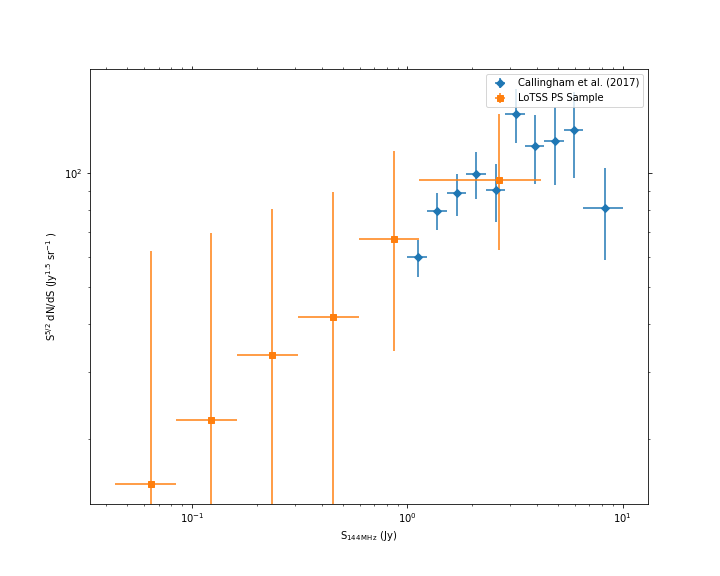 Callingham et al. (2017)
LoTSS PS Sample
10²
S^{5/2} dN/dS (Jy^{1.5} sr^{-1} )
10⁻¹
10⁰
10¹
S_{144MHz} (Jy)